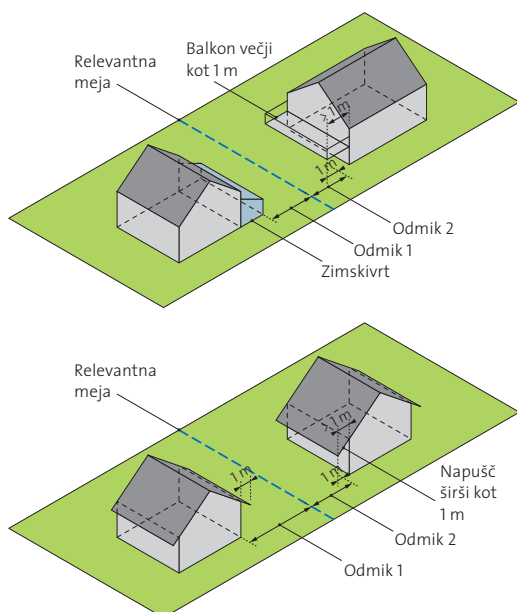 Balkon večji
kot 1 m
Relevantna
meja
> 1 m
1 m
Odmik 2
Odmik 1
Zimskivrt
Relevantna
meja
> 1 m
1 m
1 m
Napušč
širši kot
1 m
Odmik 2
Odmik 1